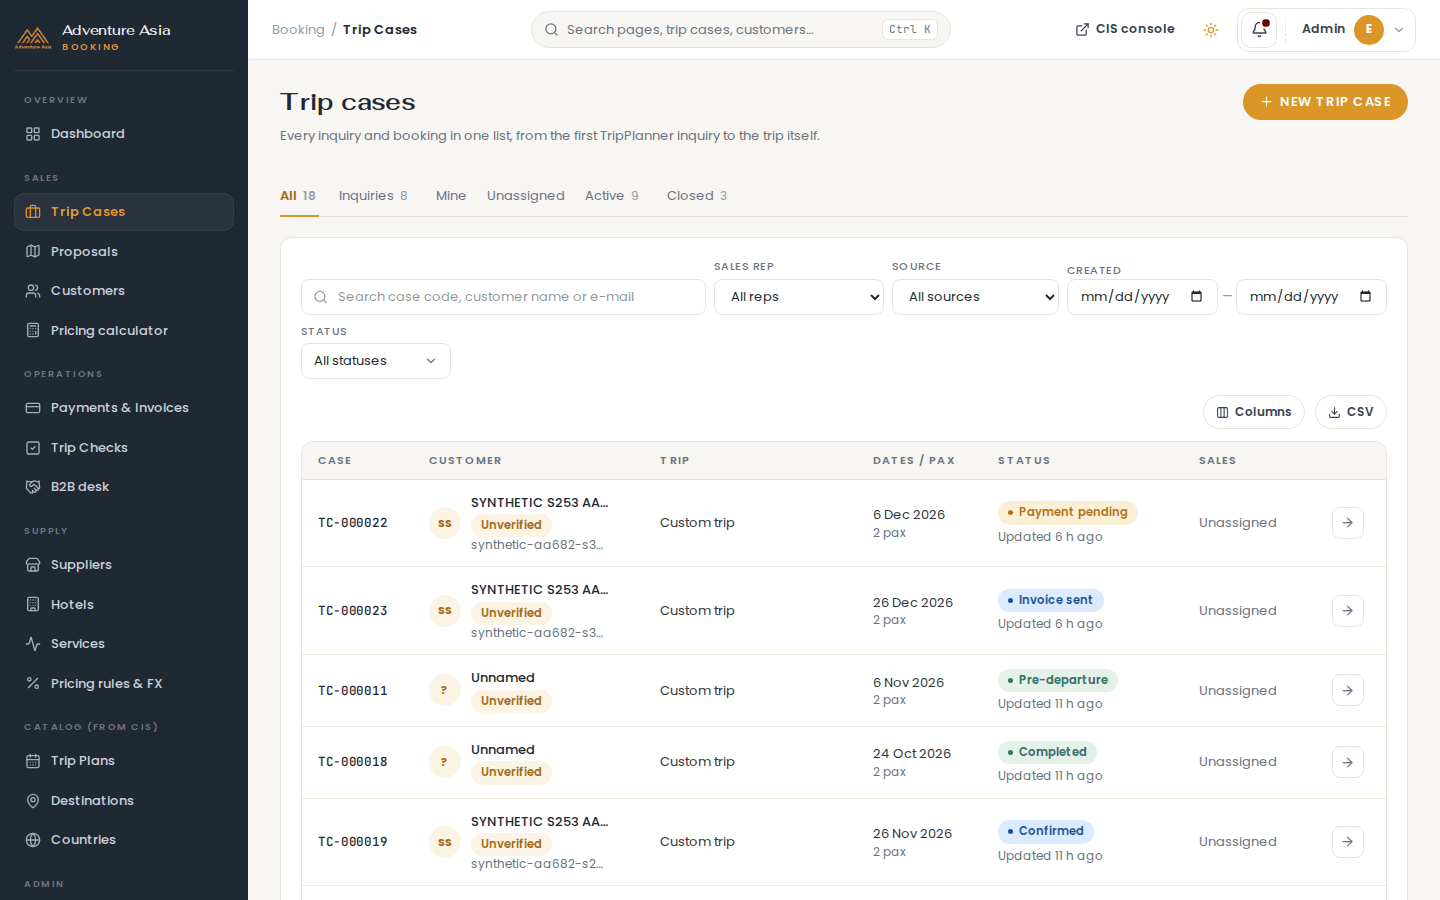 Adventure Asia
Adventure Asia
BOOKING
OVERVIEW
Dashboard
SALES
Trip Cases
Proposals
Customers
Pricing calculator
OPERATIONS
Payments & Invoices
Trip Checks
B2B desk
SUPPLY
Suppliers
Hotels
Services
Pricing rules & FX
CATALOG (FROM CIS)
Trip Plans
Destinations
Countries
ADMIN
Booking / Trip Cases
Search pages, trip cases, customers…
Ctrl K
CIS console
Admin
E
Trip cases
Every inquiry and booking in one list, from the first TripPlanner inquiry to the trip itself.
+ NEW TRIP CASE
All 18
Inquiries 8
Mine
Unassigned
Active 9
Closed 3
Search case code, customer name or e-mail
SALES REP
All reps
SOURCE
All sources
CREATED
mm/dd/yyyy – mm/dd/yyyy
STATUS
All statuses
Columns
CSV
CASE CUSTOMER TRIP DATES / PAX STATUS SALES
TC-000022
SS
SYNTHETIC S253 AA…
Unverified
synthetic-aa682-s3…
Custom trip
6 Dec 2026
2 pax
Payment pending
Updated 6 h ago
Unassigned
TC-000023
SS
SYNTHETIC S253 AA…
Unverified
synthetic-aa682-s3…
Custom trip
26 Dec 2026
2 pax
Invoice sent
Updated 6 h ago
Unassigned
TC-000011
?
Unnamed
Unverified
Custom trip
6 Nov 2026
2 pax
Pre-departure
Updated 11 h ago
Unassigned
TC-000018
?
Unnamed
Unverified
Custom trip
24 Oct 2026
2 pax
Completed
Updated 11 h ago
Unassigned
TC-000019
SS
SYNTHETIC S253 AA…
Unverified
synthetic-aa682-s2…
Custom trip
26 Nov 2026
2 pax
Confirmed
Updated 11 h ago
Unassigned